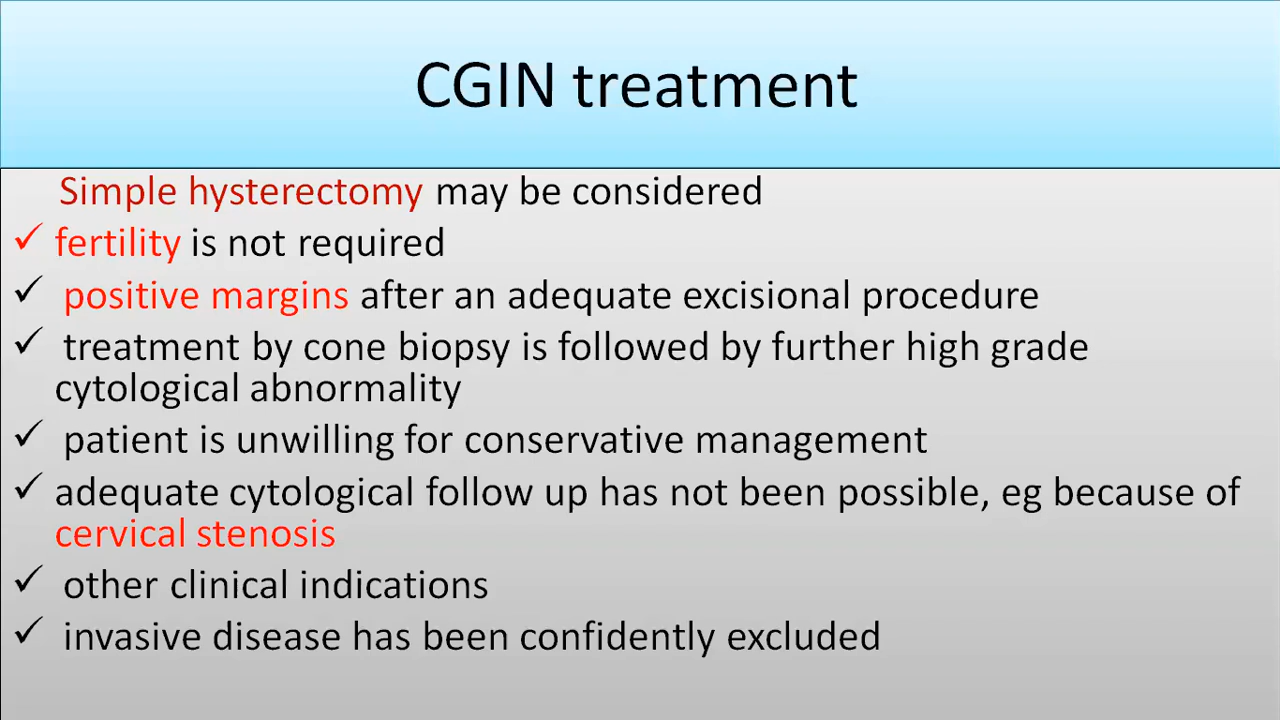 CGIN treatment
Simple hysterectomy may be considered
✓ fertility is not required
✓ positive margins after an adequate excisional procedure
✓ treatment by cone biopsy is followed by further high grade
cytological abnormality
✓ patient is unwilling for conservative management
✓ adequate cytological follow up has not been possible, eg because of
cervical stenosis
✓ other clinical indications
✓ invasive disease has been confidently excluded